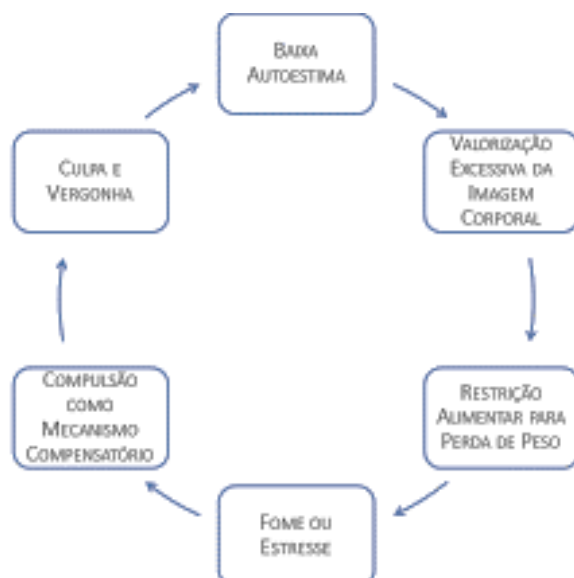 BAIXA
AUTOESTIMA
VALORIZAÇÃO
EXCESSIVA DA
IMAGEM
CORPORAL
RESTRIÇÃO
ALIMENTAR PARA
PERDA DE PESO
FOME OU
ESTRESSE
COMPULSÃO
COMO
MECANISMO
COMPENSATÓRIO
CULPA E
VERGONHA